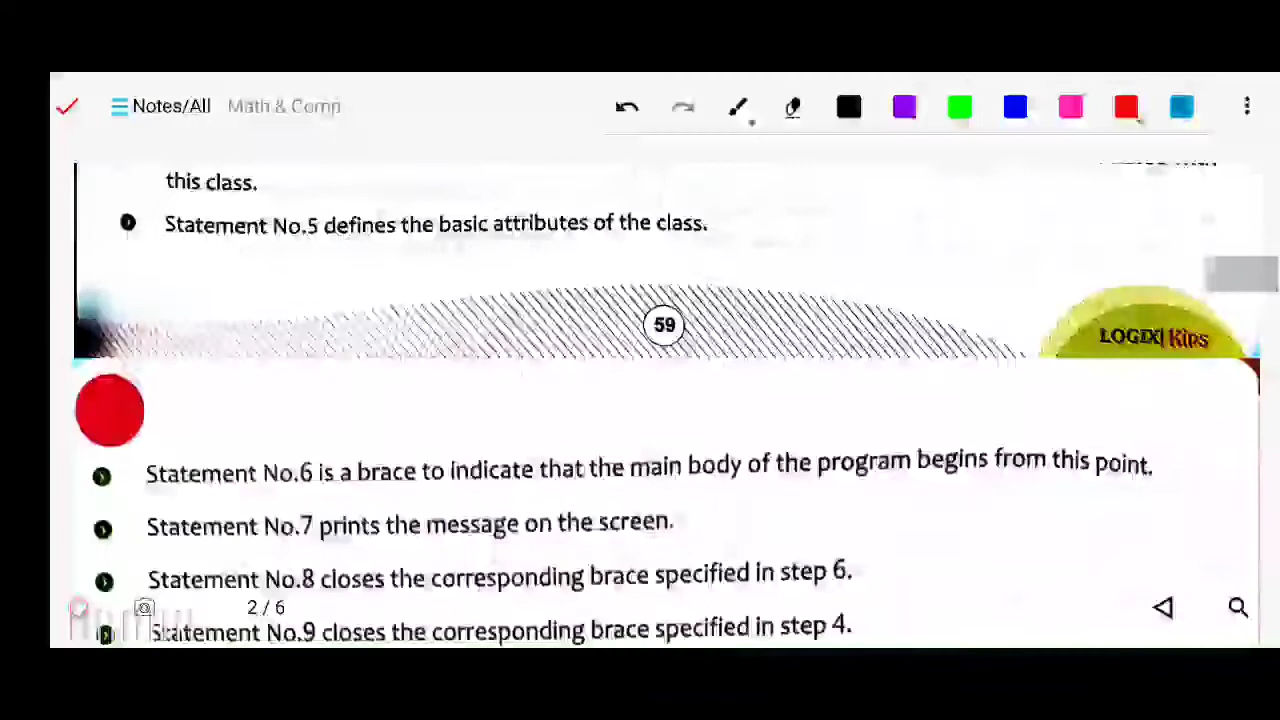 Notes/All Math & Comp
this class.
Statement No.5 defines the basic attributes of the class.
59
LOGIX Kips
Statement No.6 is a brace to indicate that the main body of the program begins from this point.
Statement No.7 prints the message on the screen.
Statement No.8 closes the corresponding brace specified in step 6.
2 / 6
Statement No.9 closes the corresponding brace specified in step 4.